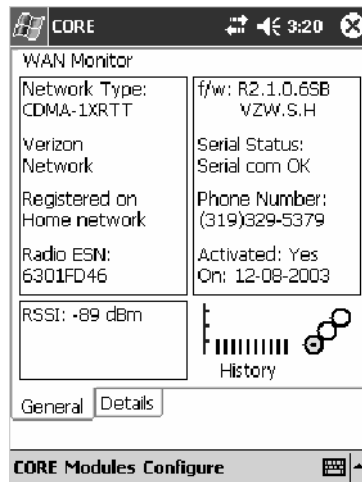 CORE 3:20
WAN Monitor
Network Type:
CDMA-1XRTT
Verizon
Network
Registered on
Home network
Radio ESN:
6301FD46
f/w: R2.1.0.6SB
VZW.S.H
Serial Status:
Serial com OK
Phone Number:
(319)329-5379
Activated: Yes
On: 12-08-2003
RSSI: -89 dBm
History
General Details
CORE Modules Configure